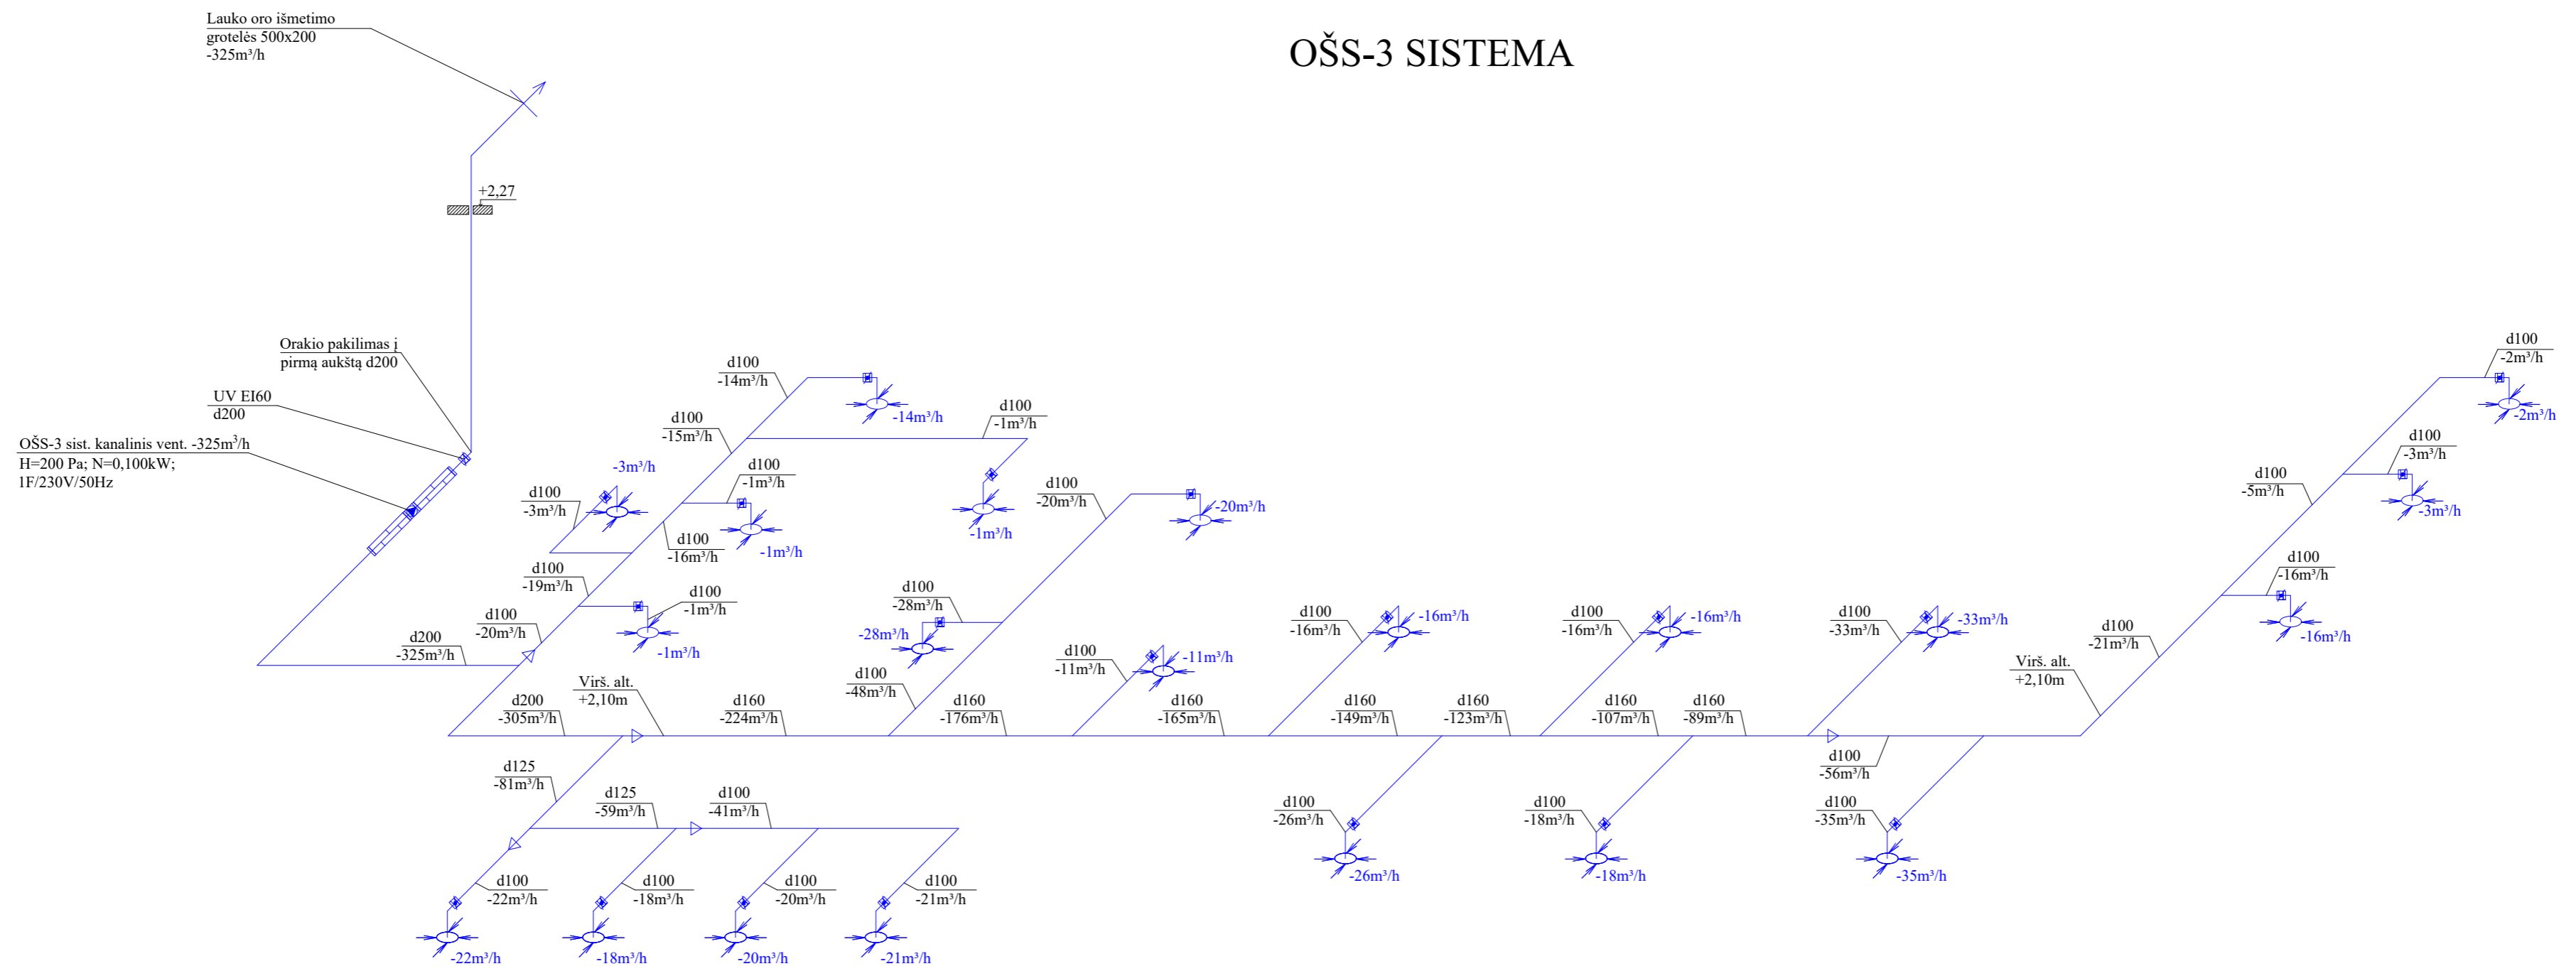 Lauko oro išmetimo
grotelės 500x200
-325m³/h
OŠS-3 SISTEMA
+2,27
Orakio pakilimas į
pirmą aukštą d200
UV EI60
d200
OŠS-3 sist. kanalinis vent. -325m³/h
H=200 Pa; N=0,100kW;
1F/230V/50Hz
d100
-14m³/h
-14m³/h
d100
-1m³/h
-1m³/h
d100
-15m³/h
d100
-1m³/h
-1m³/h
-3m³/h
d100
-3m³/h
d100
-16m³/h
d100
-19m³/h
d100
-1m³/h
-1m³/h
d100
-20m³/h
d200
-325m³/h
d100
-20m³/h
-20m³/h
d100
-28m³/h
-28m³/h
d100
-48m³/h
d100
-11m³/h
-11m³/h
d100
-16m³/h
-16m³/h
d100
-16m³/h
-16m³/h
d100
-33m³/h
-33m³/h
d100
-2m³/h
-2m³/h
d100
-3m³/h
-3m³/h
d100
-5m³/h
d100
-16m³/h
-16m³/h
d100
-21m³/h
Virš. alt.
+2,10m
d200
-305m³/h
Virš. alt.
+2,10m
d160
-224m³/h
d160
-176m³/h
d160
-165m³/h
d160
-149m³/h
d160
-123m³/h
d160
-107m³/h
d160
-89m³/h
d100
-56m³/h
d125
-81m³/h
d125
-59m³/h
d100
-41m³/h
d100
-26m³/h
-26m³/h
d100
-18m³/h
-18m³/h
d100
-35m³/h
-35m³/h
d100
-22m³/h
-22m³/h
d100
-18m³/h
-18m³/h
d100
-20m³/h
-20m³/h
d100
-21m³/h
-21m³/h